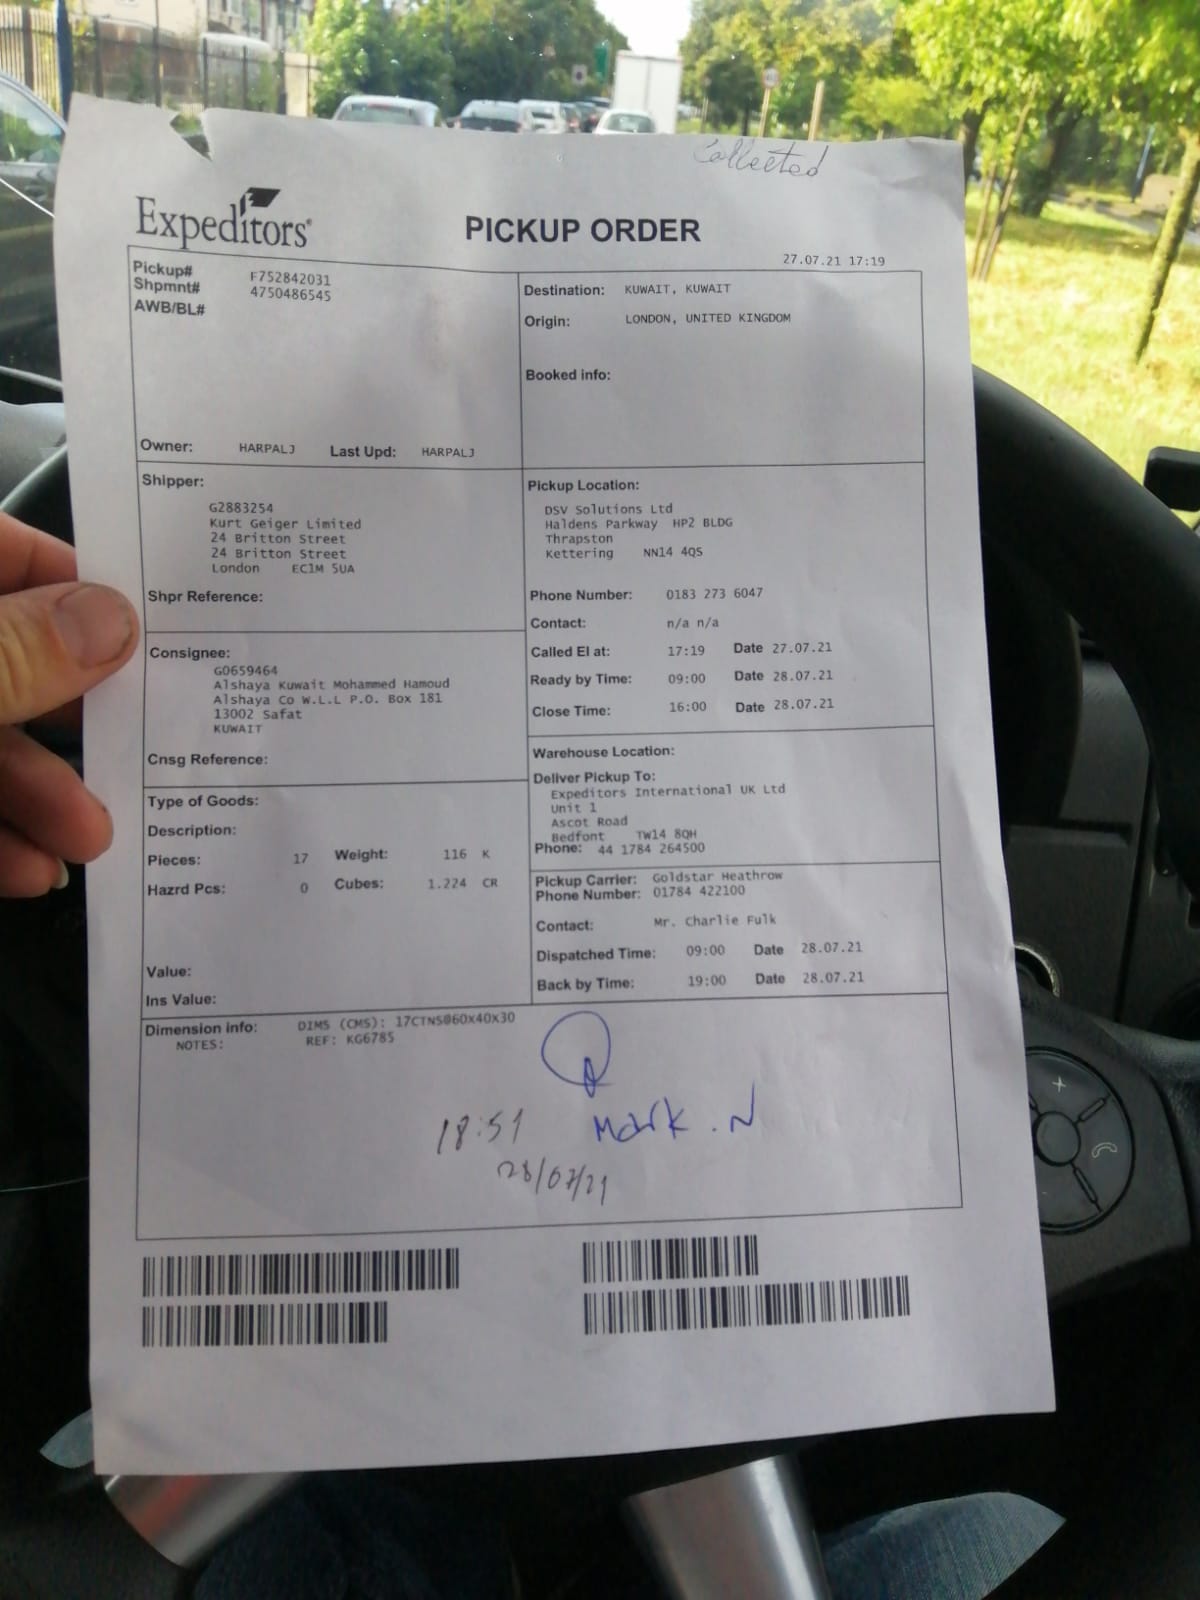 Collected
Expeditors®
PICKUP ORDER
27.07.21 17:19
Pickup# F752842031
Shpmnt# 4750486545
AWB/BL#
Owner: HARPALJ Last Upd: HARPALJ
Destination: KUWAIT, KUWAIT
Origin: LONDON, UNITED KINGDOM
Booked info:
Shipper:
G2883254
Kurt Geiger Limited
24 Britton Street
24 Britton Street
London EC1M 5UA
Shpr Reference:
Pickup Location:
DSV Solutions Ltd
Haldens Parkway HP2 BLDG
Thrapston
Kettering NN14 4QS
Phone Number: 0183 273 6047
Contact: n/a n/a
Called EI at: 17:19 Date 27.07.21
Ready by Time: 09:00 Date 28.07.21
Close Time: 16:00 Date 28.07.21
Consignee:
G0659464
Alshaya Kuwait Mohammed Hamoud
Alshaya Co W.L.L P.O. Box 181
13002 Safat
KUWAIT
Cnsg Reference:
Warehouse Location:
Deliver Pickup To:
Expeditors International UK Ltd
Unit 1
Ascot Road
Bedfont TW14 8QH
Phone: 44 1784 264500
Type of Goods:
Description:
Pieces: 17 Weight: 116 K
Hazrd Pcs: 0 Cubes: 1.224 CR
Value:
Ins Value:
Pickup Carrier: Goldstar Heathrow
Phone Number: 01784 422100
Contact: Mr. Charlie Fulk
Dispatched Time: 09:00 Date 28.07.21
Back by Time: 19:00 Date 28.07.21
Dimension info: DIMS (CMS): 17CTNS@60X40X30
NOTES: REF: KG6785
18:51 Mark . N
28/07/21